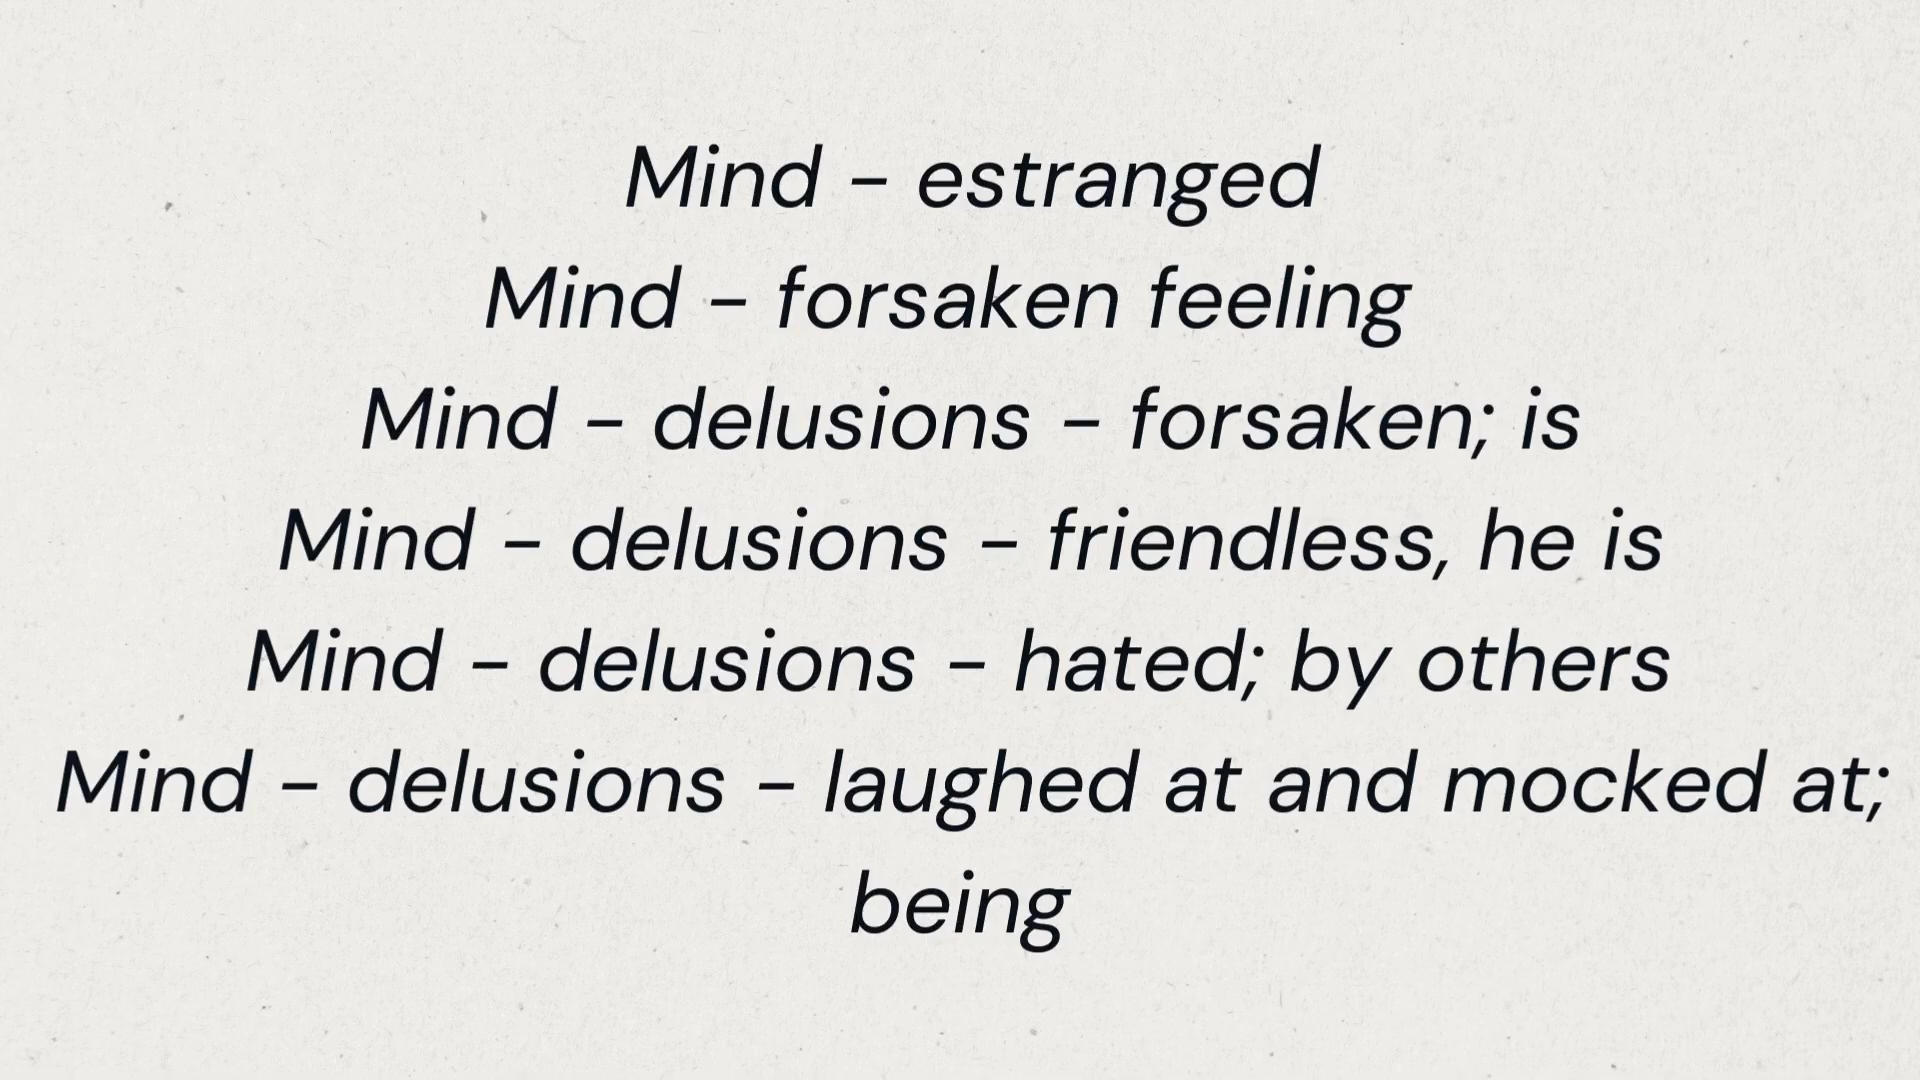 Mind - estranged
Mind - forsaken feeling
Mind - delusions - forsaken; is
Mind - delusions - friendless, he is
Mind - delusions - hated; by others
Mind - delusions - laughed at and mocked at;
being